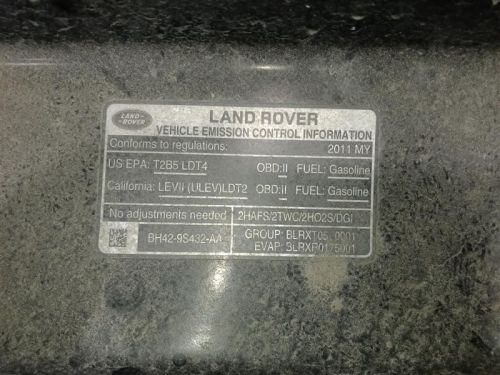 LAND ROVER
LAND-
-ROVER
VEHICLE EMISSION CONTROL INFORMATION
Conforms to regulations: 2011 MY
US EPA: T2B5 LDT4 OBD:II FUEL: Gasoline
California: LEVII (ULEV)LDT2 OBD:II FUEL: Gasoline
No adjustments needed 2HAFS/2TWC/2HO2S/DGI
BH42-9S432-AA GROUP: BLRXT05. 0001
EVAP: